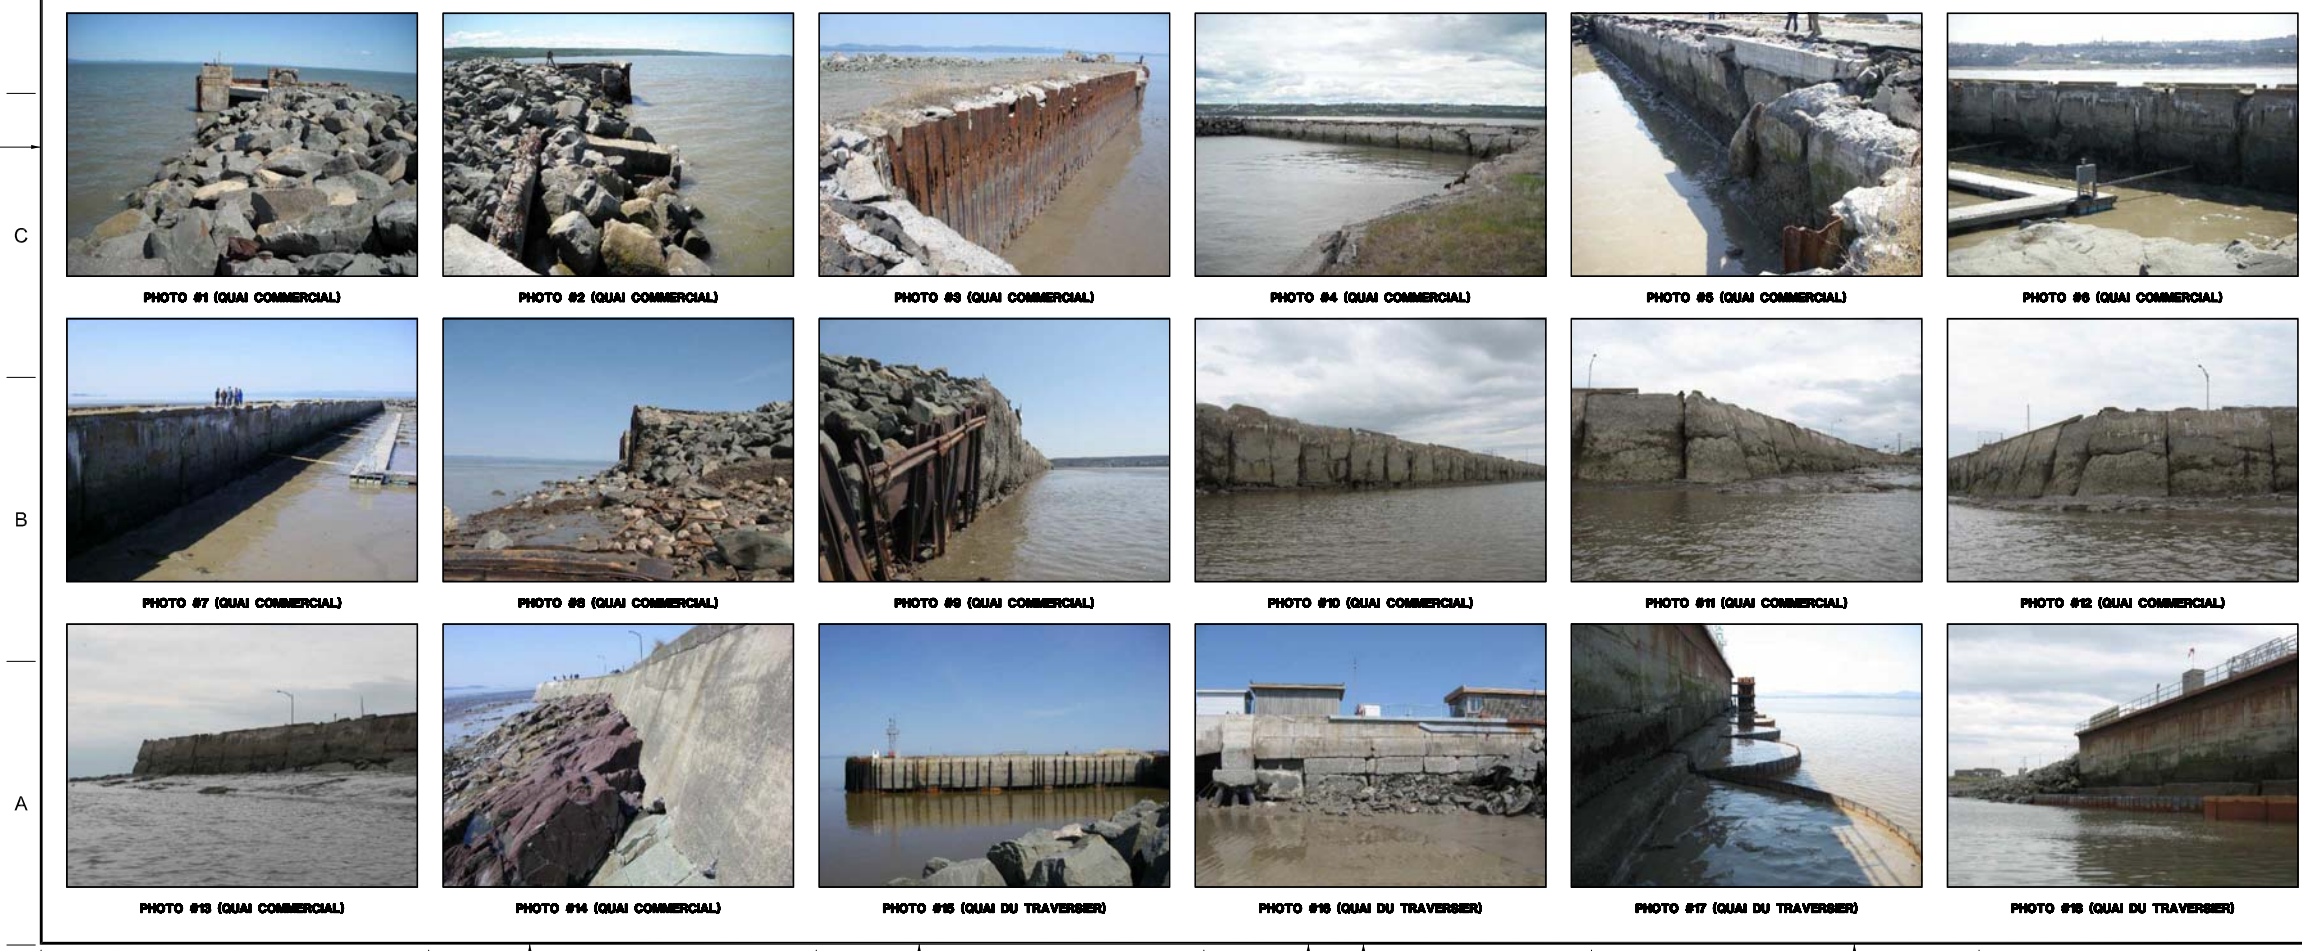 C
PHOTO #1 (QUAI COMMERCIAL)
PHOTO #2 (QUAI COMMERCIAL)
PHOTO #3 (QUAI COMMERCIAL)
PHOTO #4 (QUAI COMMERCIAL)
PHOTO #5 (QUAI COMMERCIAL)
PHOTO #6 (QUAI COMMERCIAL)
B
PHOTO #7 (QUAI COMMERCIAL)
PHOTO #8 (QUAI COMMERCIAL)
PHOTO #9 (QUAI COMMERCIAL)
PHOTO #10 (QUAI COMMERCIAL)
PHOTO #11 (QUAI COMMERCIAL)
PHOTO #12 (QUAI COMMERCIAL)
A
PHOTO #13 (QUAI COMMERCIAL)
PHOTO #14 (QUAI COMMERCIAL)
PHOTO #15 (QUAI DU TRAVERSIER)
PHOTO #16 (QUAI DU TRAVERSIER)
PHOTO #17 (QUAI DU TRAVERSIER)
PHOTO #18 (QUAI DU TRAVERSIER)